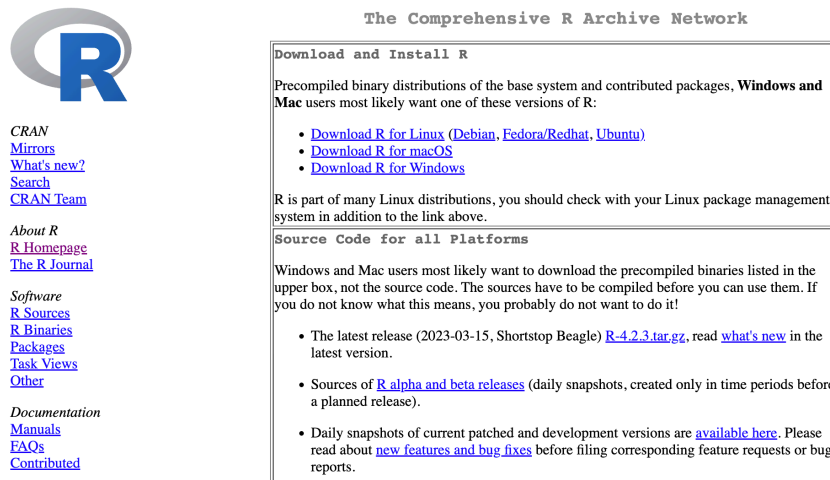 R
The Comprehensive R Archive Network
CRAN
Mirrors
What's new?
Search
CRAN Team
About R
R Homepage
The R Journal
Software
R Sources
R Binaries
Packages
Task Views
Other
Documentation
Manuals
FAQs
Contributed
Download and Install R
Precompiled binary distributions of the base system and contributed packages, Windows and
Mac users most likely want one of these versions of R:
• Download R for Linux (Debian, Fedora/Redhat, Ubuntu)
• Download R for macOS
• Download R for Windows
R is part of many Linux distributions, you should check with your Linux package management
system in addition to the link above.
Source Code for all Platforms
Windows and Mac users most likely want to download the precompiled binaries listed in the
upper box, not the source code. The sources have to be compiled before you can use them. If
you do not know what this means, you probably do not want to do it!
• The latest release (2023-03-15, Shortstop Beagle) R-4.2.3.tar.gz, read what's new in the
latest version.
• Sources of R alpha and beta releases (daily snapshots, created only in time periods before
a planned release).
• Daily snapshots of current patched and development versions are available here. Please
read about new features and bug fixes before filing corresponding feature requests or bug
reports.